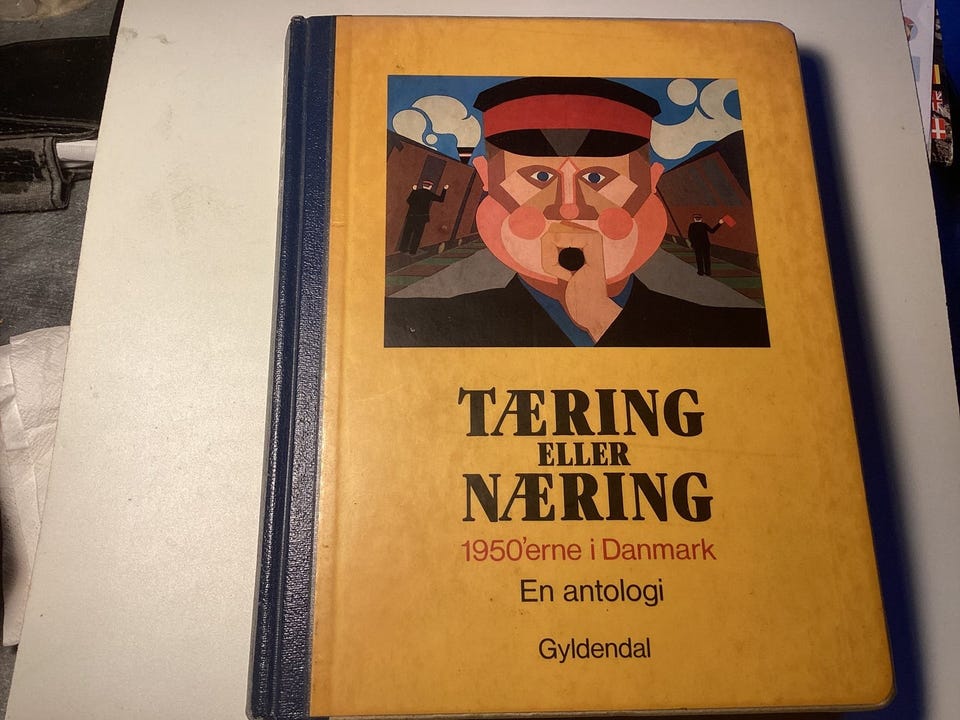 TÆRING
ELLER
NÆRING
1950'erne i Danmark
En antologi
Gyldendal